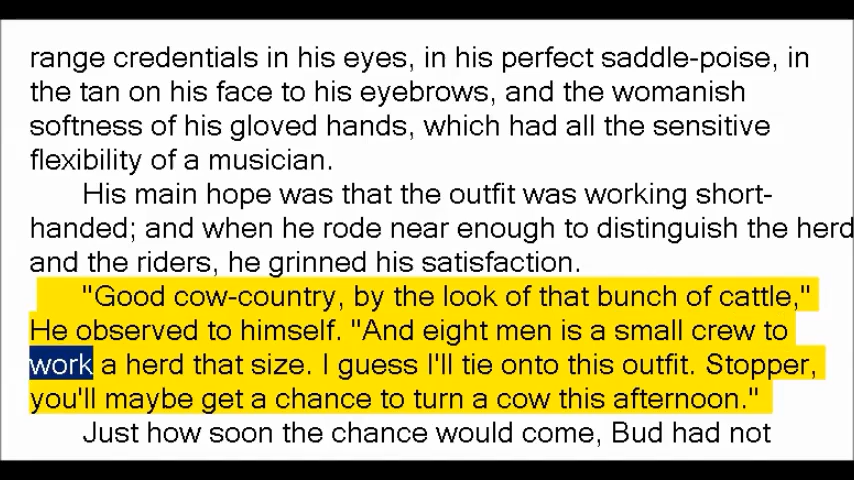 range credentials in his eyes, in his perfect saddle-poise, in
the tan on his face to his eyebrows, and the womanish
softness of his gloved hands, which had all the sensitive
flexibility of a musician.
His main hope was that the outfit was working short-
handed; and when he rode near enough to distinguish the herd
and the riders, he grinned his satisfaction.
"Good cow-country, by the look of that bunch of cattle,"
He observed to himself. "And eight men is a small crew to
work a herd that size. I guess I'll tie onto this outfit. Stopper,
you'll maybe get a chance to turn a cow this afternoon."
Just how soon the chance would come, Bud had not